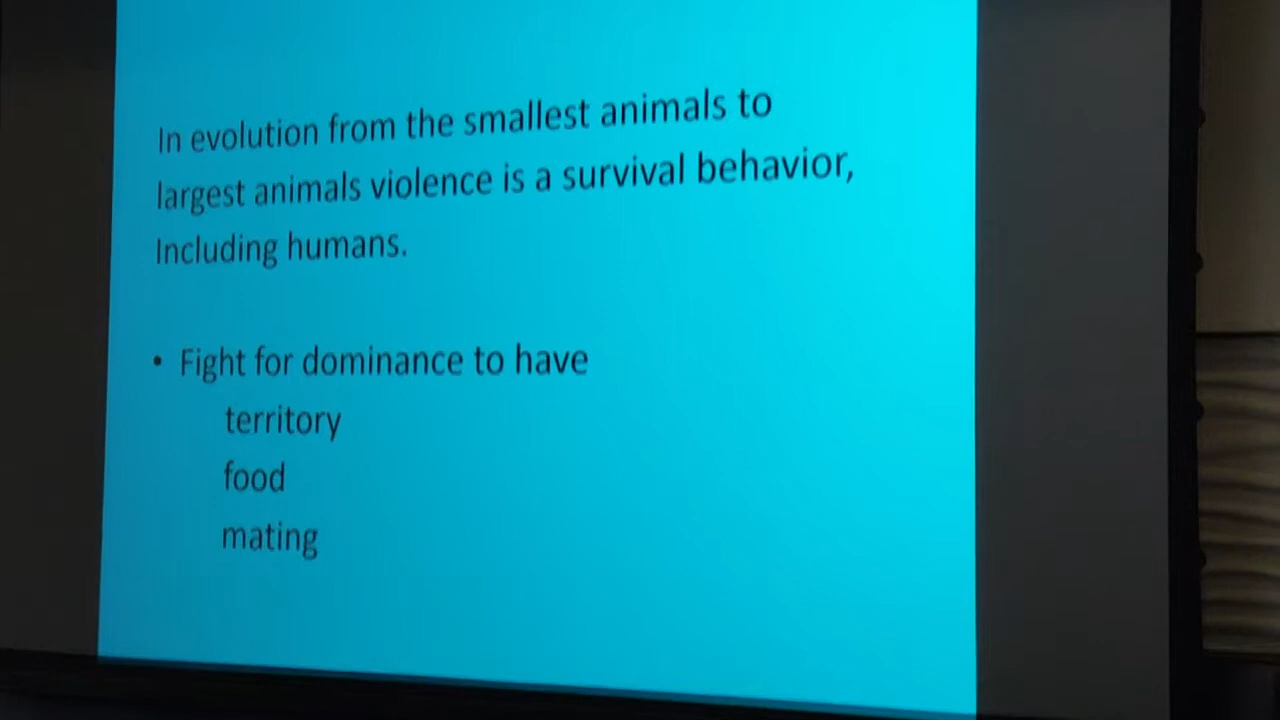 In evolution from the smallest animals to
largest animals violence is a survival behavior,
Including humans.
• Fight for dominance to have
territory
food
mating